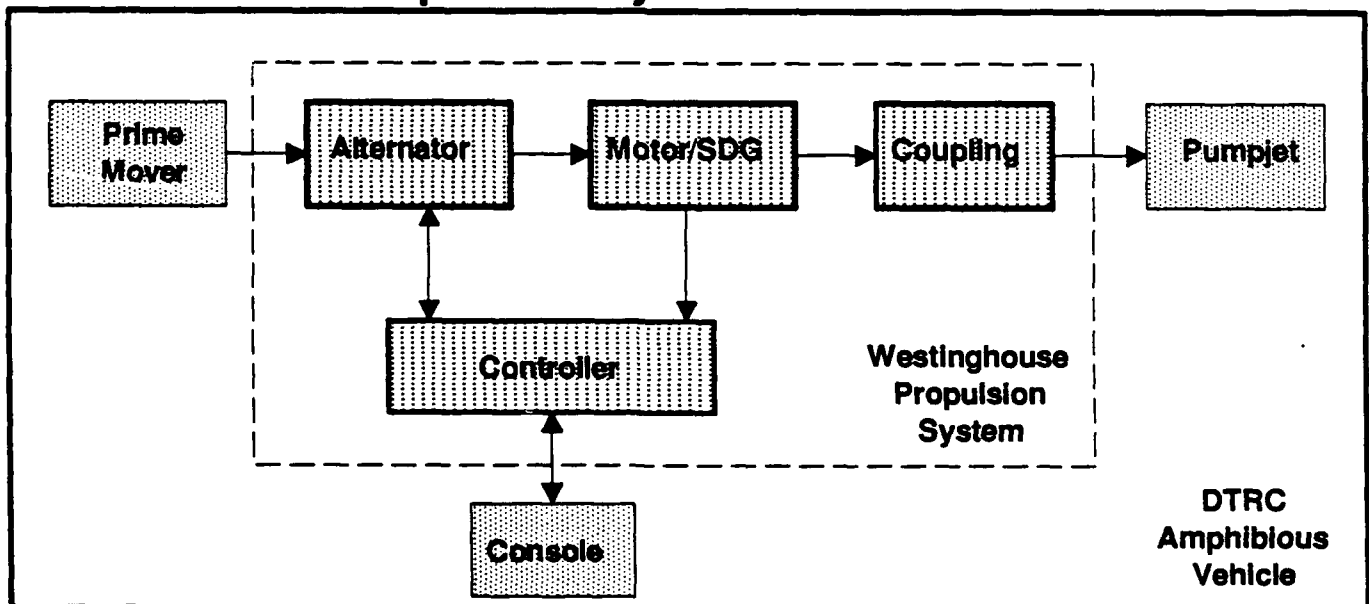 Prime
Mover
Alternator
Motor/SDG
Coupling
Pumpjet
Controller
Westinghouse
Propulsion
System
Console
DTRC
Amphibious
Vehicle